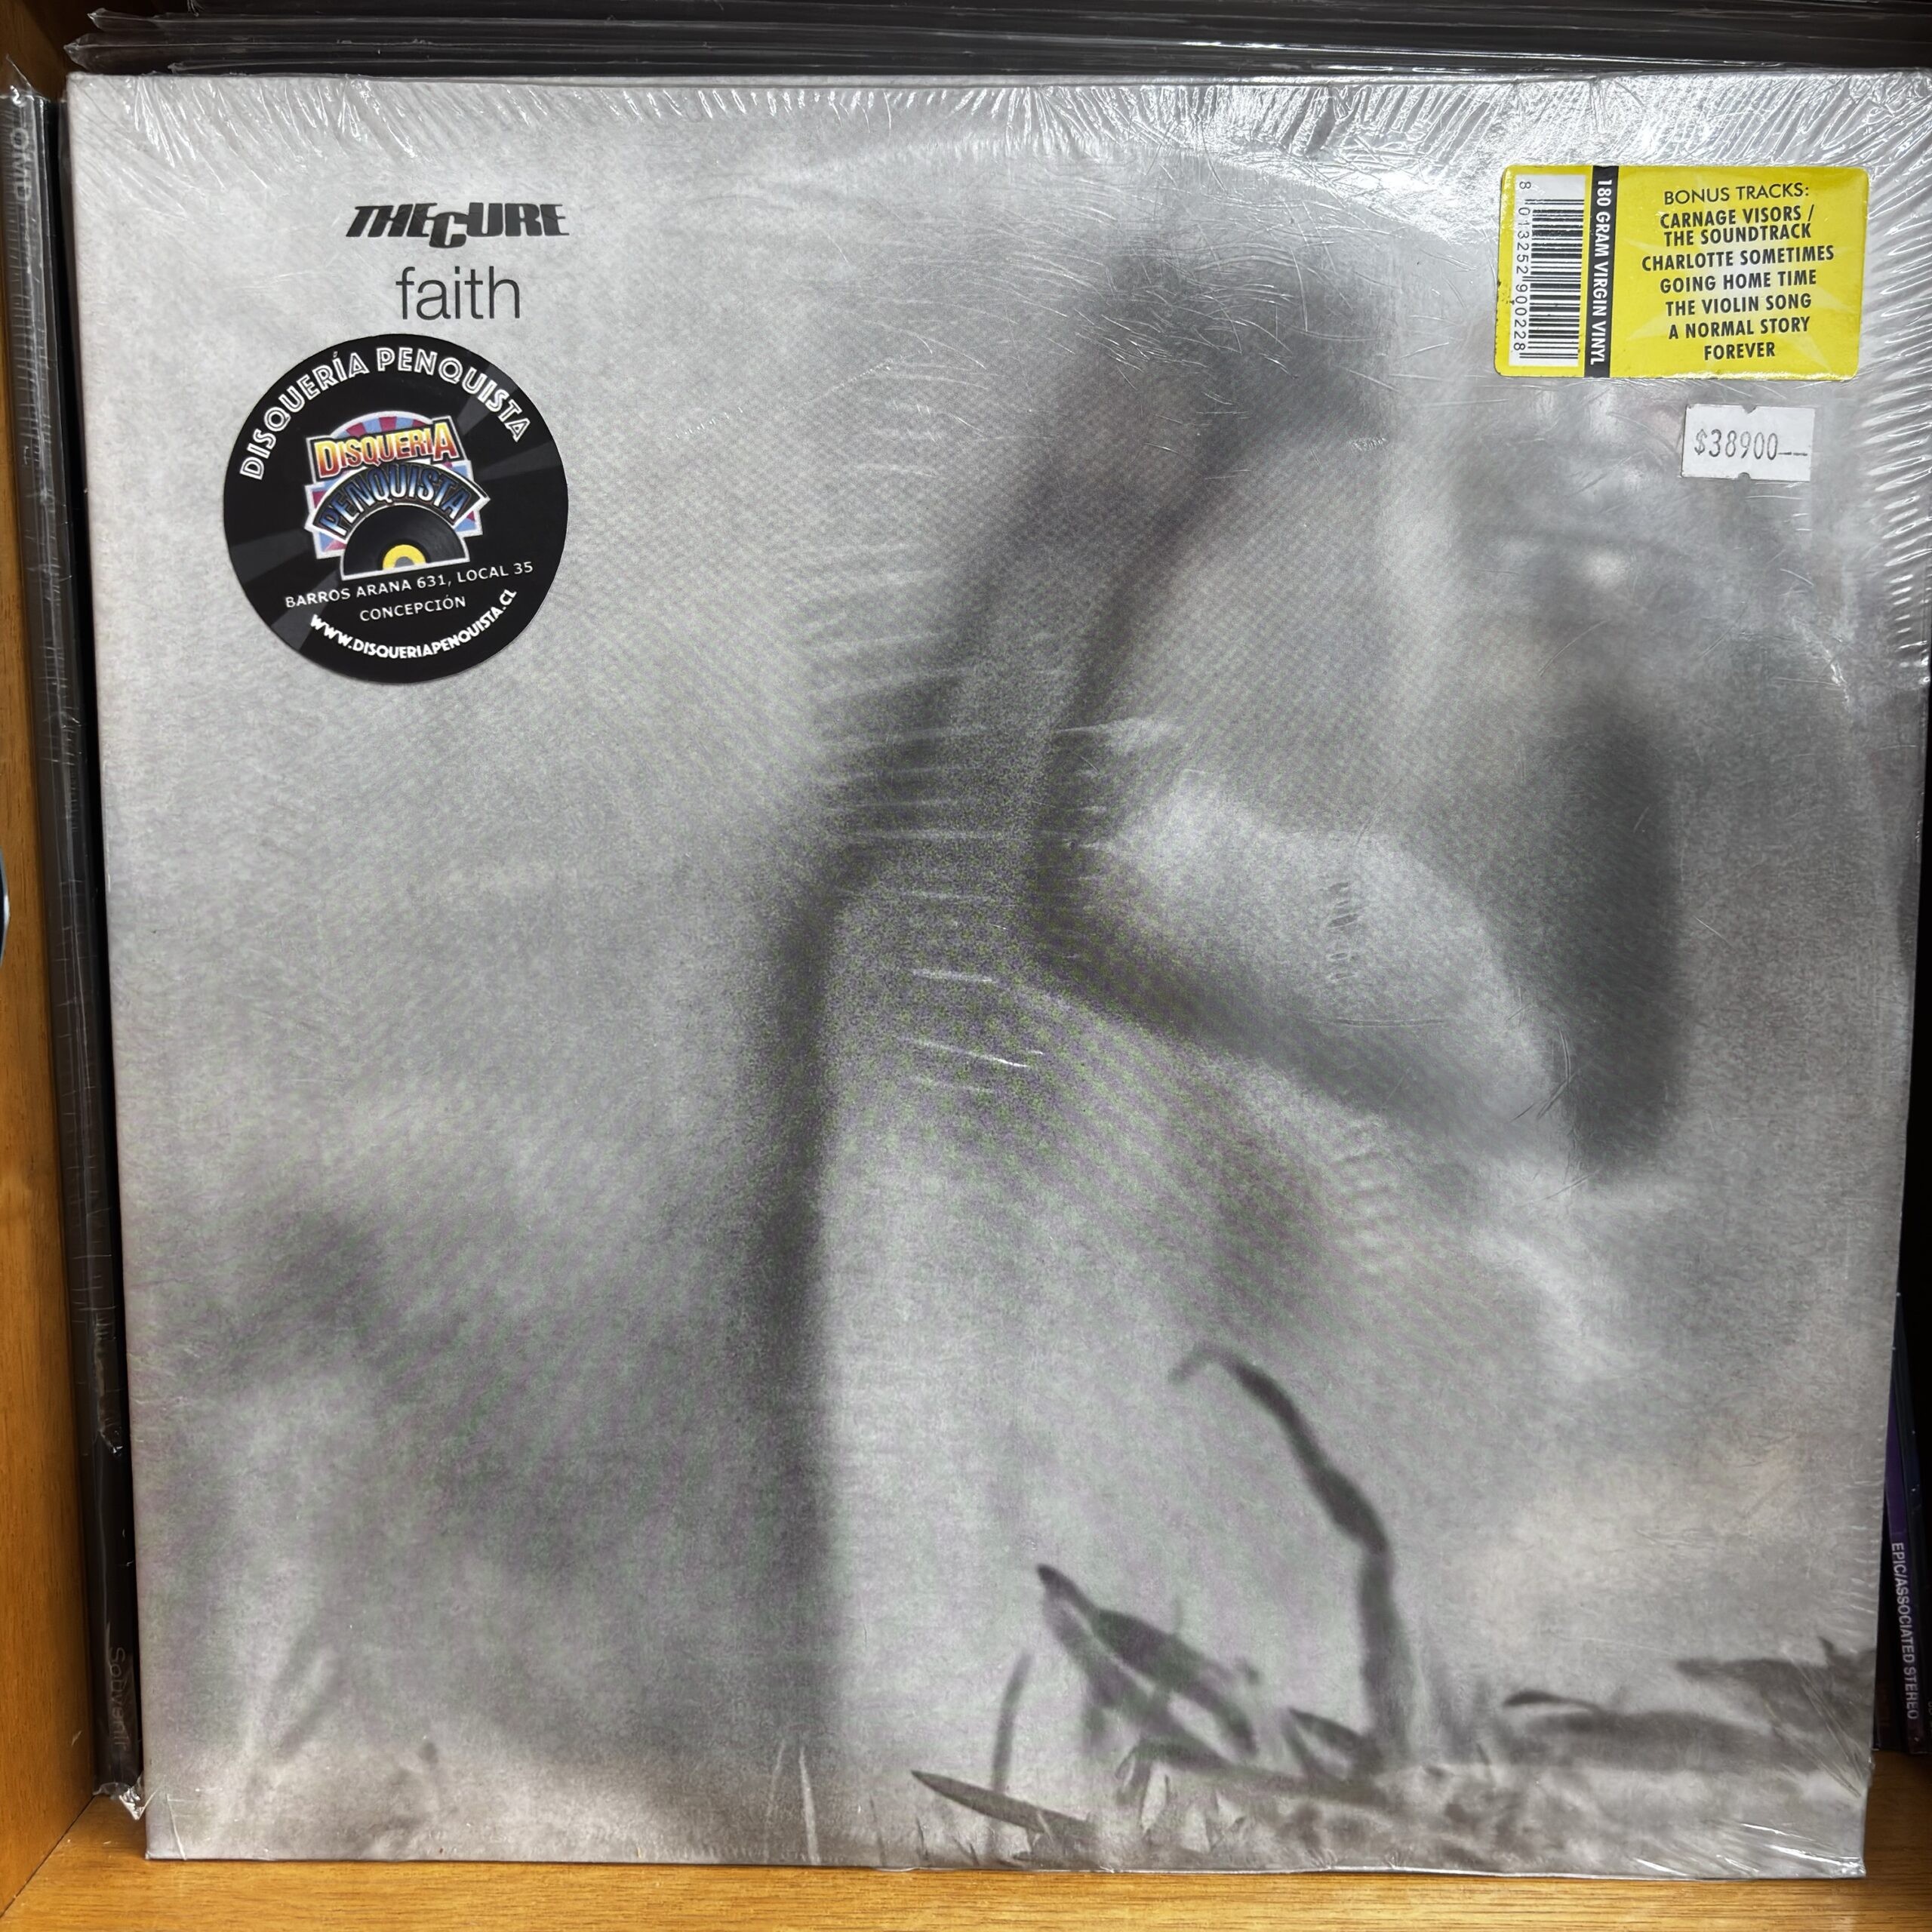 THE CURE
faith
DISQUERÍA PENQUISTA
DISQUERIA
PENQUISTA
BARROS ARANA 631, LOCAL 35
CONCEPCIÓN
WWW.DISQUERIAPENQUISTA.CL
8 013252 900228
180 GRAM VIRGIN VINYL
BONUS TRACKS:
CARNAGE VISORS /
THE SOUNDTRACK
CHARLOTTE SOMETIMES
GOING HOME TIME
THE VIOLIN SONG
A NORMAL STORY
FOREVER
$38900--
OMD
Souvenir
EPIC/ASSOCIATED STEREO